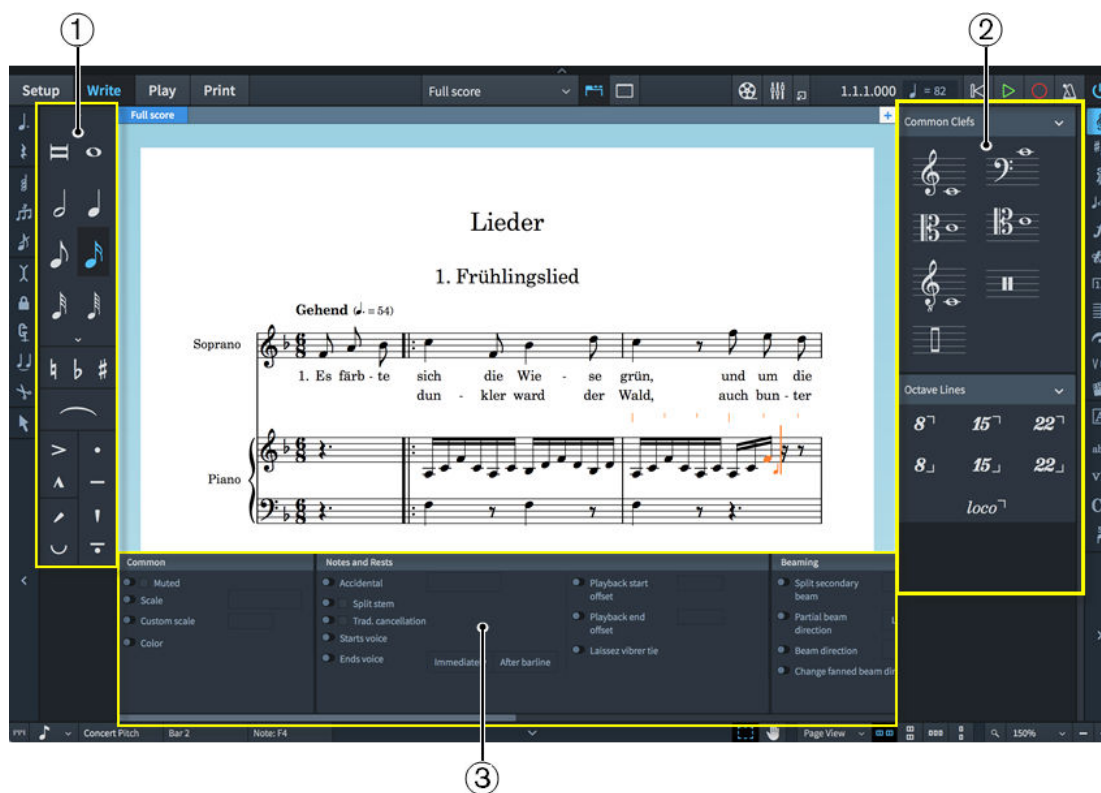 1
2
Setup Write Play Print Full score 1.1.1.000 = 82
Full score
Common Clefs
Lieder
1. Frühlingslied
Gehend (♩. = 54)
Soprano
1. Es färb - te sich die Wie - se grün, und um die
dun - kler ward der Wald, auch bun - ter
Piano
Octave Lines
8 15 22
8 15 22
loco
Common
Muted
Scale
Custom scale
Color
Notes and Rests
Accidental
Split stem
Trad. cancellation
Starts voice
Ends voice
Immediately After barline
Playback start
offset
Playback end
offset
Laissez vibrer tie
Beaming
Split secondary
beam
Partial beam
direction
Beam direction
Change fanned beam dir
Concert Pitch Bar 2 Note: F4 Page View 150%
3